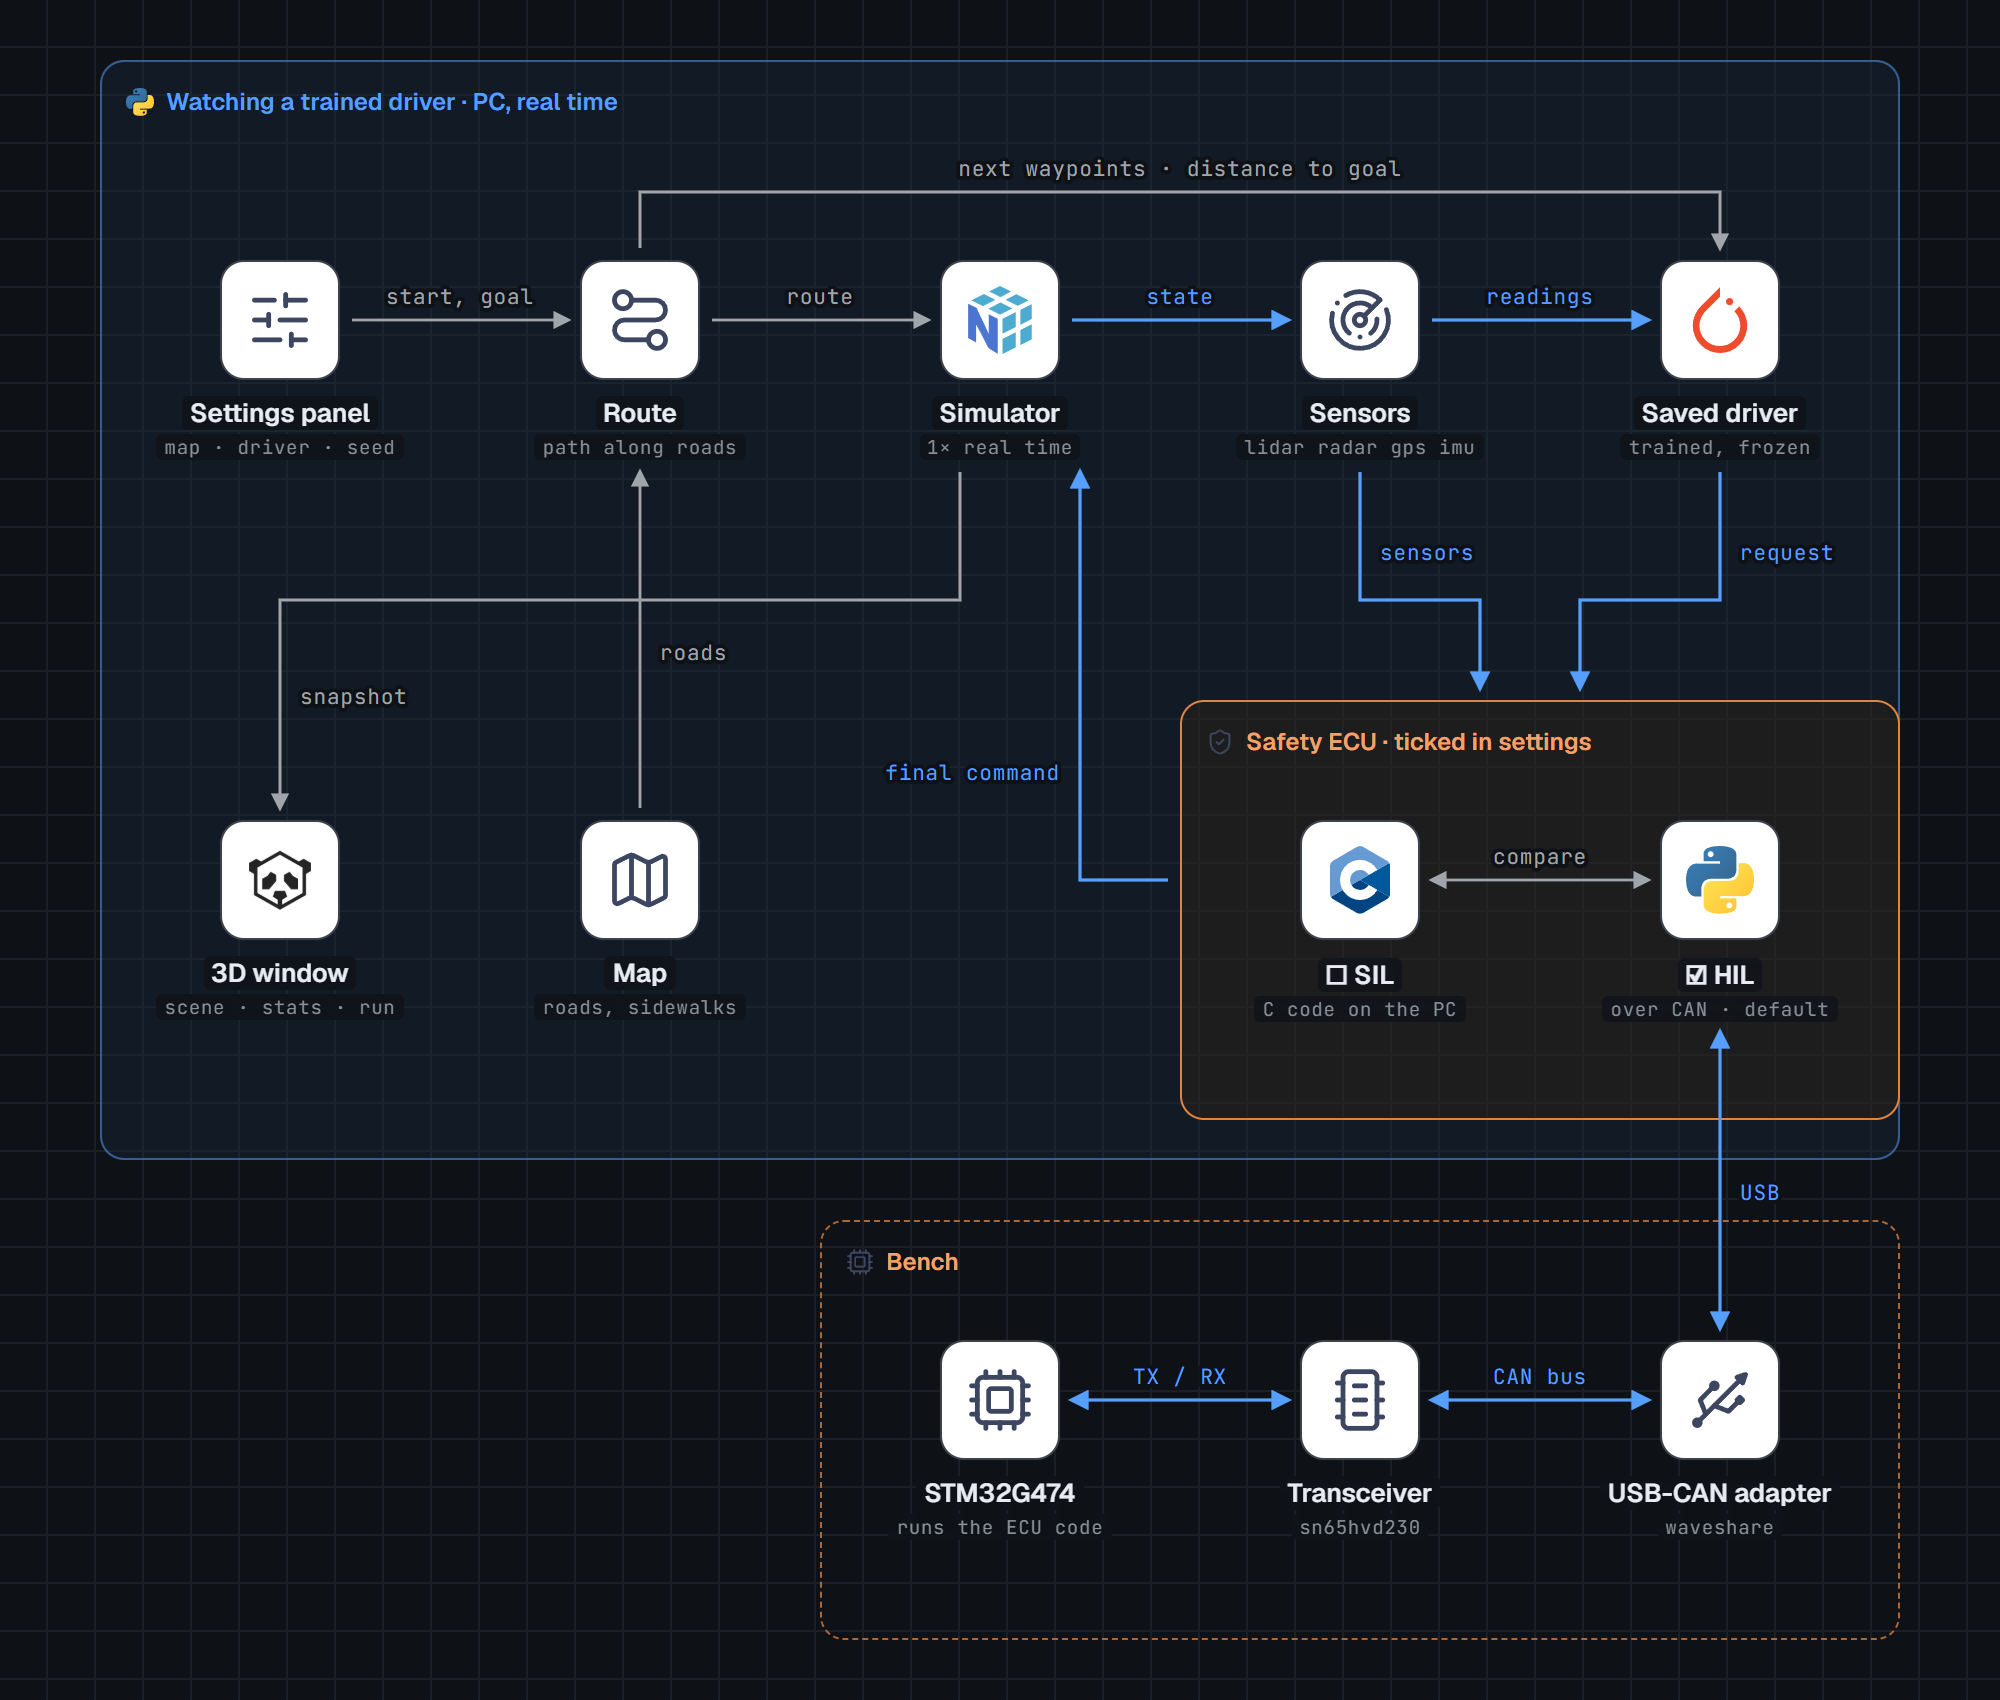 Watching a trained driver · PC, real time
next waypoints · distance to goal
start, goal
route
state
readings
Settings panel
map · driver · seed
Route
path along roads
Simulator
1× real time
Sensors
lidar radar gps imu
Saved driver
trained, frozen
sensors
request
roads
snapshot
final command
Safety ECU · ticked in settings
compare
3D window
scene · stats · run
Map
roads, sidewalks
☐ SIL
C code on the PC
☑ HIL
over CAN · default
USB
Bench
TX / RX
CAN bus
STM32G474
runs the ECU code
Transceiver
sn65hvd230
USB-CAN adapter
waveshare